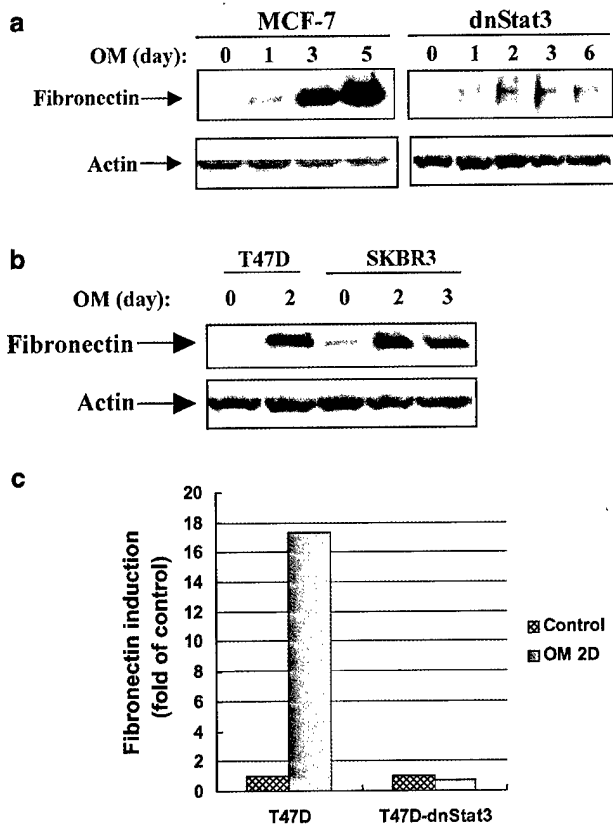 a
MCF-7 dnStat3
OM (day): 0 1 3 5 0 1 2 3 6
Fibronectin
Actin
b
T47D SKBR3
OM (day): 0 2 0 2 3
Fibronectin
Actin
c
Fibronectin induction
(fold of control)
20
18
16
14
12
10
8
6
4
2
0
T47D T47D-dnStat3
Control
OM 2D